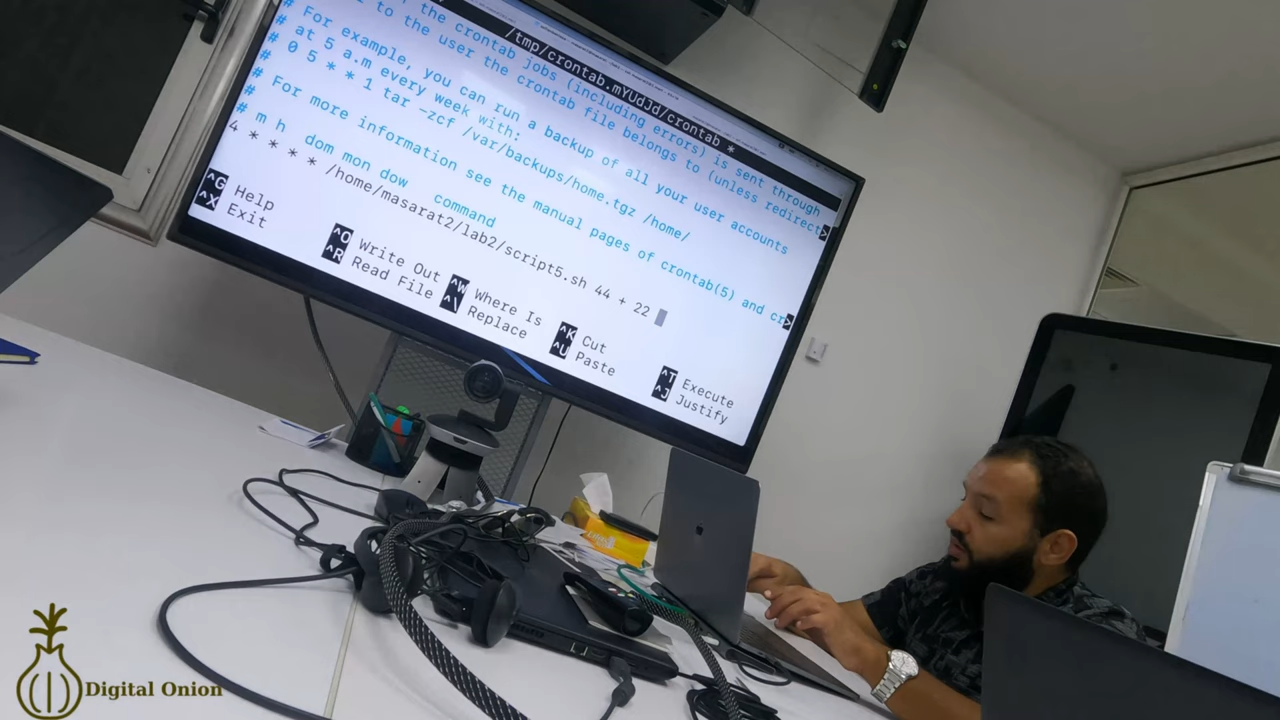 /tmp/crontab.mYUdJd/crontab *
the crontab jobs (including errors) is sent through
# to the user the crontab file belongs to (unless redirect>
#
# For example, you can run a backup of all your user accounts
# at 5 a.m every week with:
# 0 5 * * 1 tar -zcf /var/backups/home.tgz /home/
#
# For more information see the manual pages of crontab(5) and cr>
#
# m h  dom mon dow   command
4 * * * * /home/masarat2/lab2/script5.sh 44 + 22
^G Help ^O Write Out ^W Where Is ^K Cut ^T Execute
^X Exit ^R Read File ^\ Replace ^U Paste ^J Justify
Digital Onion